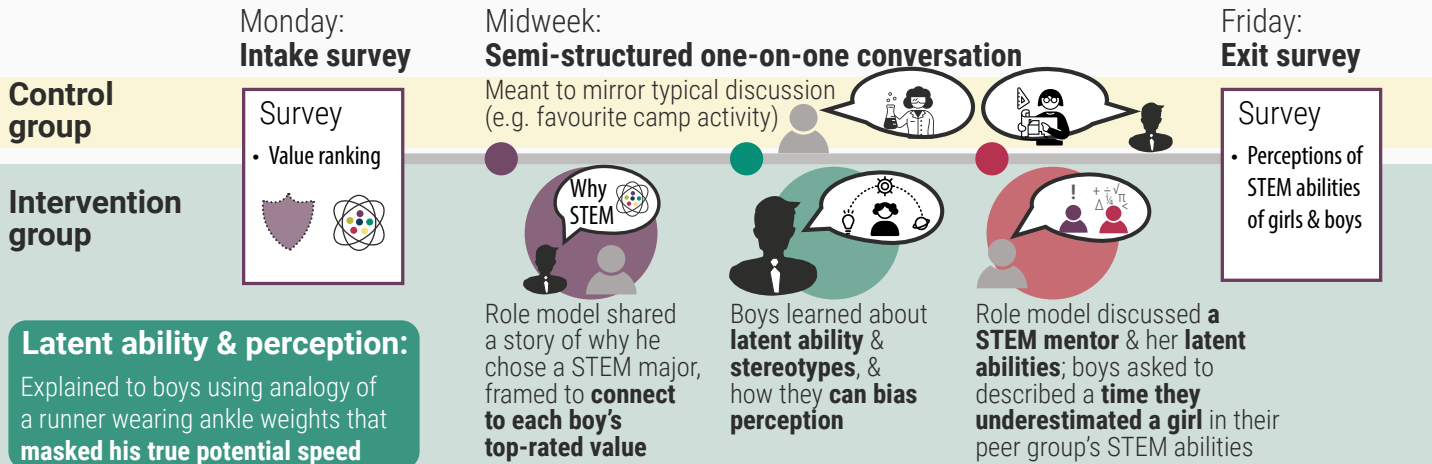 Monday:
Intake survey
Midweek:
Semi-structured one-on-one conversation
Friday:
Exit survey
Control
group
Survey
• Value ranking
Meant to mirror typical discussion
(e.g. favourite camp activity)
Survey
• Perceptions of
STEM abilities
of girls & boys
Intervention
group
Why
STEM
!
+ ÷ √ π
Δ ¼ <
Role model shared
a story of why he
chose a STEM major,
framed to connect
to each boy's
top-rated value
Boys learned about
latent ability &
stereotypes, &
how they can bias
perception
Role model discussed a
STEM mentor & her latent
abilities; boys asked to
described a time they
underestimated a girl in their
peer group's STEM abilities
Latent ability & perception:
Explained to boys using analogy of
a runner wearing ankle weights that
masked his true potential speed